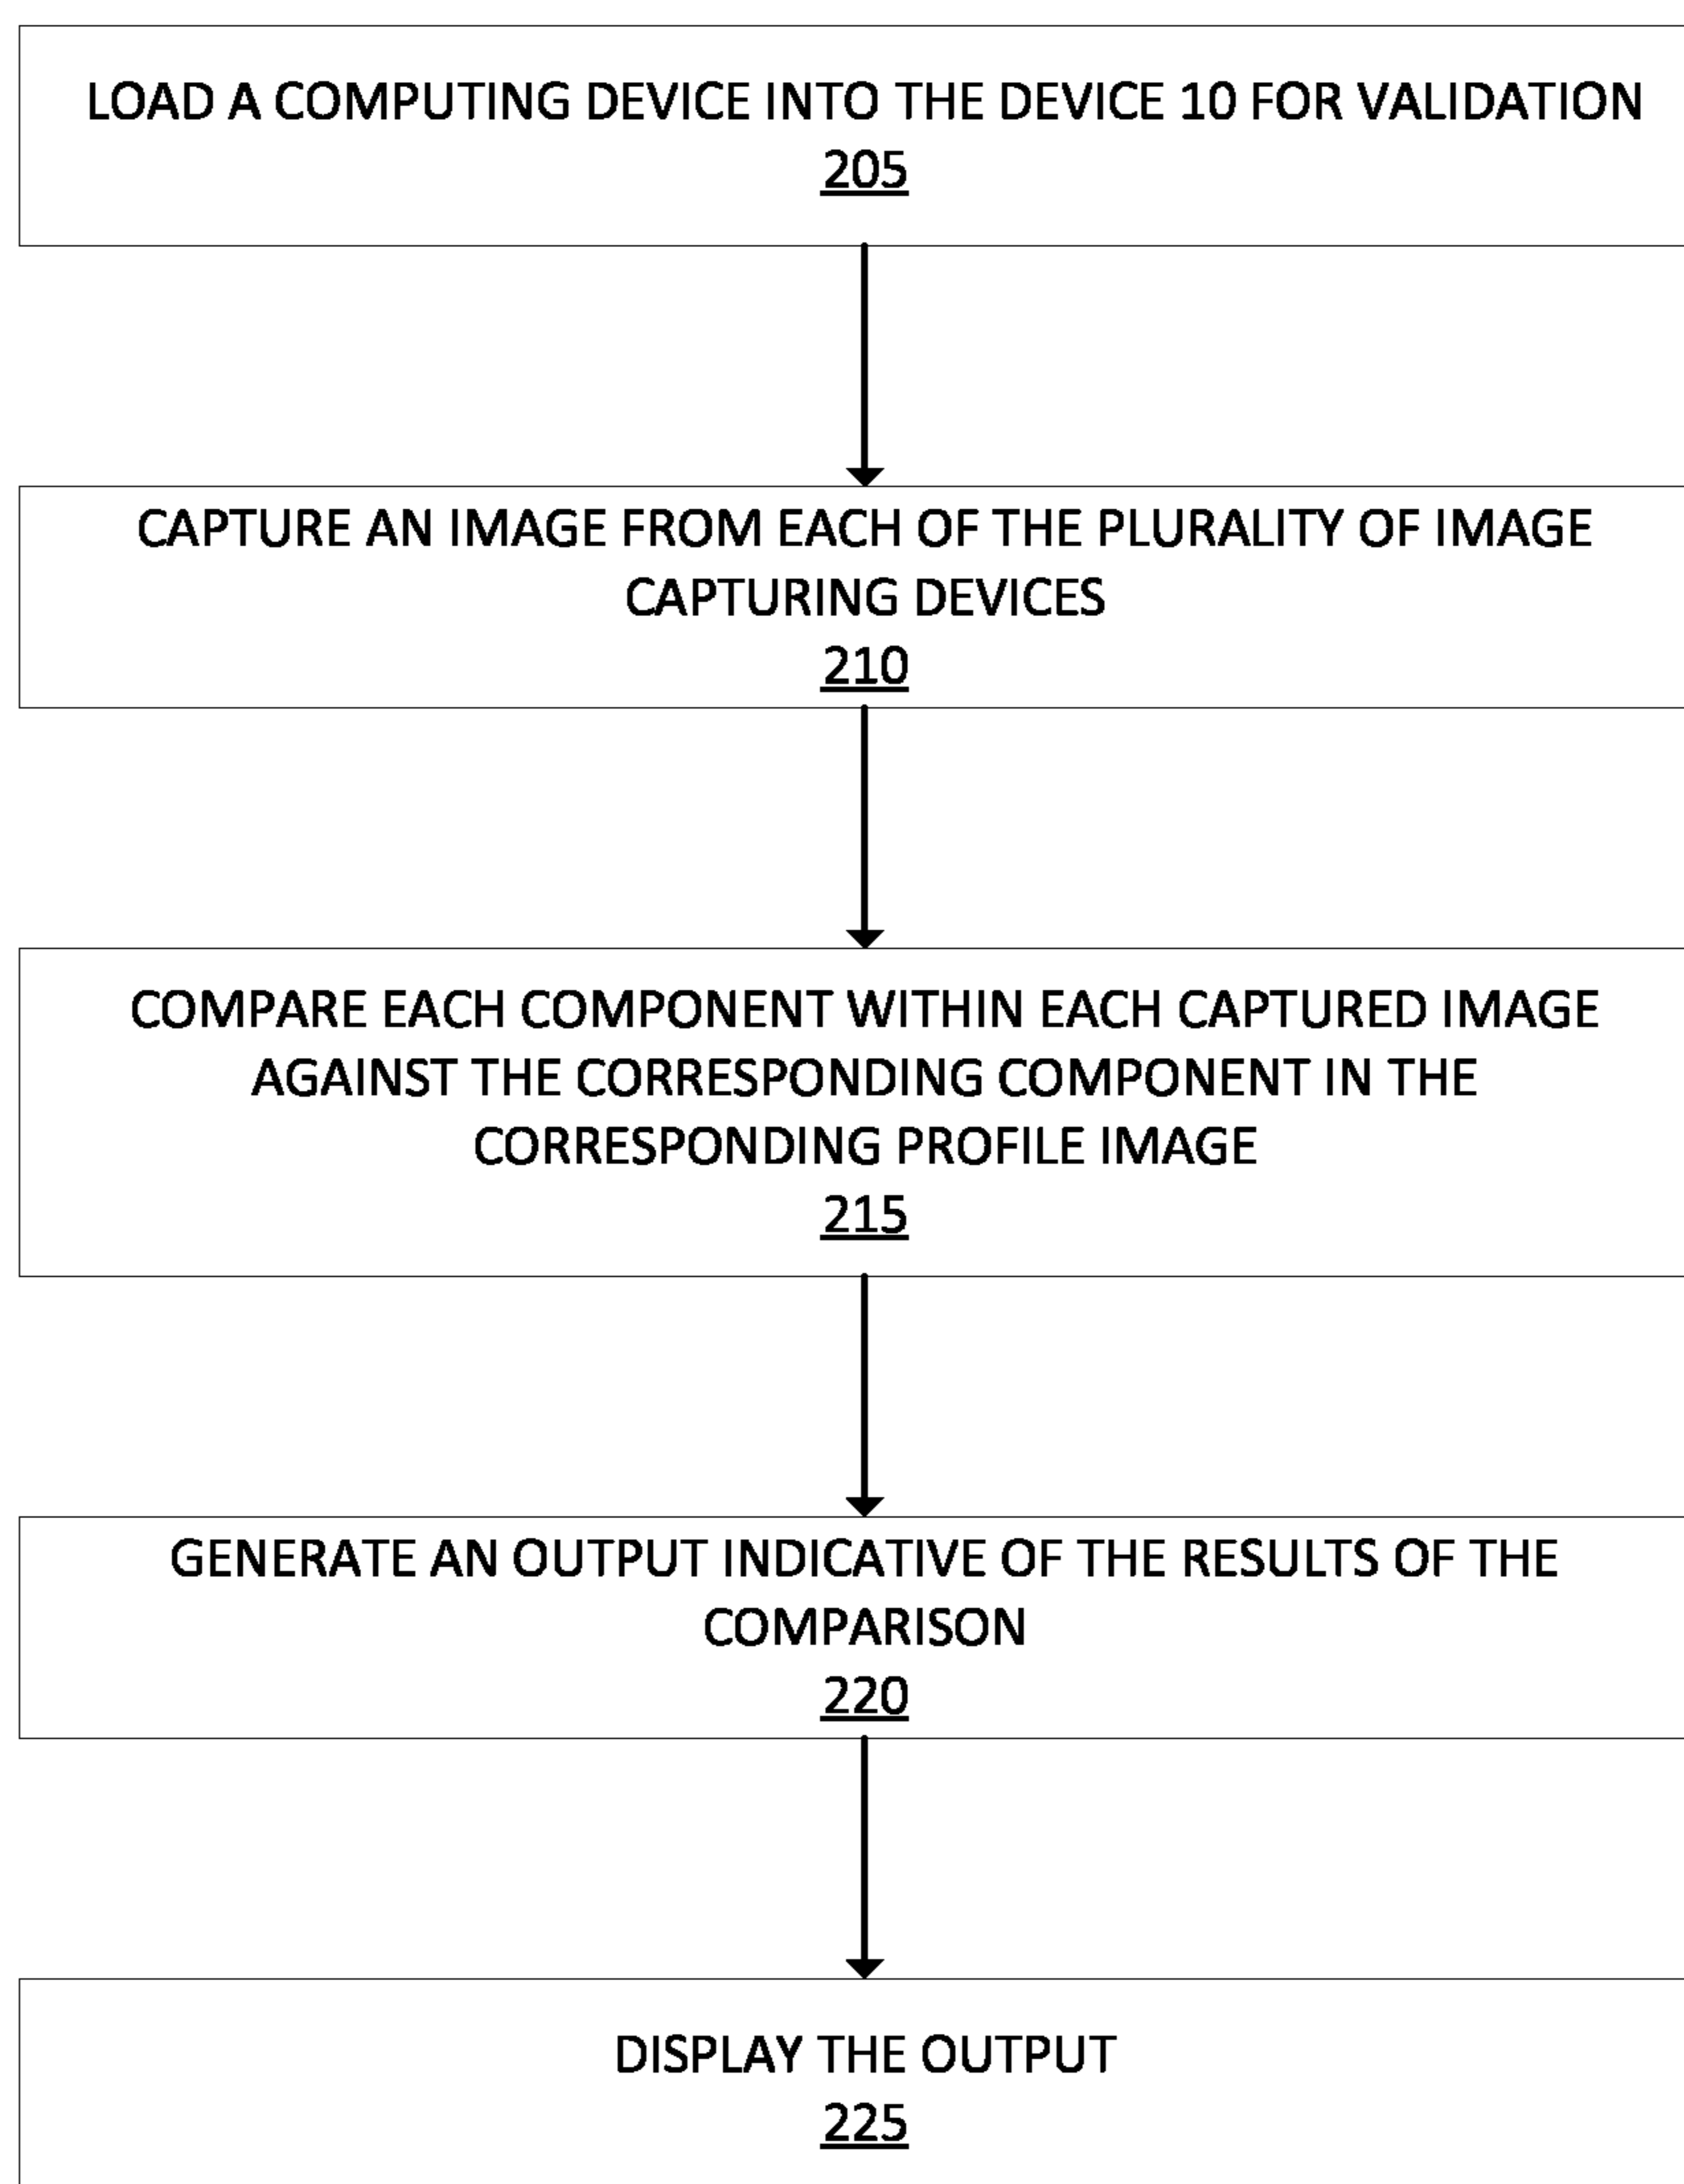 LOAD A COMPUTING DEVICE INTO THE DEVICE 10 FOR VALIDATION
205
CAPTURE AN IMAGE FROM EACH OF THE PLURALITY OF IMAGE
CAPTURING DEVICES
210
COMPARE EACH COMPONENT WITHIN EACH CAPTURED IMAGE
AGAINST THE CORRESPONDING COMPONENT IN THE
CORRESPONDING PROFILE IMAGE
215
GENERATE AN OUTPUT INDICATIVE OF THE RESULTS OF THE
COMPARISON
220
DISPLAY THE OUTPUT
225